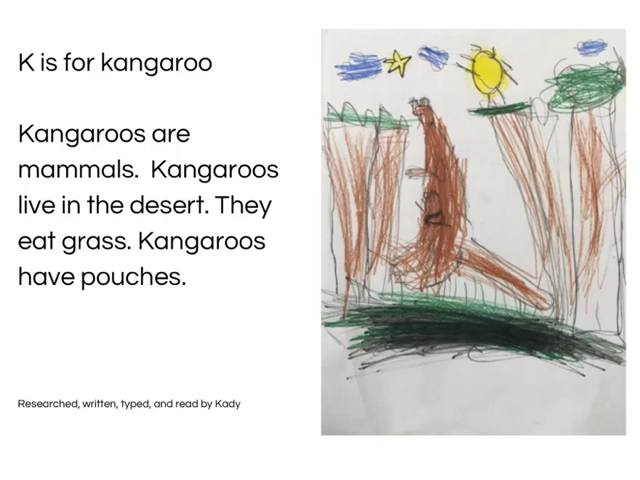 K is for kangaroo
Kangaroos are
mammals.  Kangaroos
live in the desert. They
eat grass. Kangaroos
have pouches.
Researched, written, typed, and read by Kady